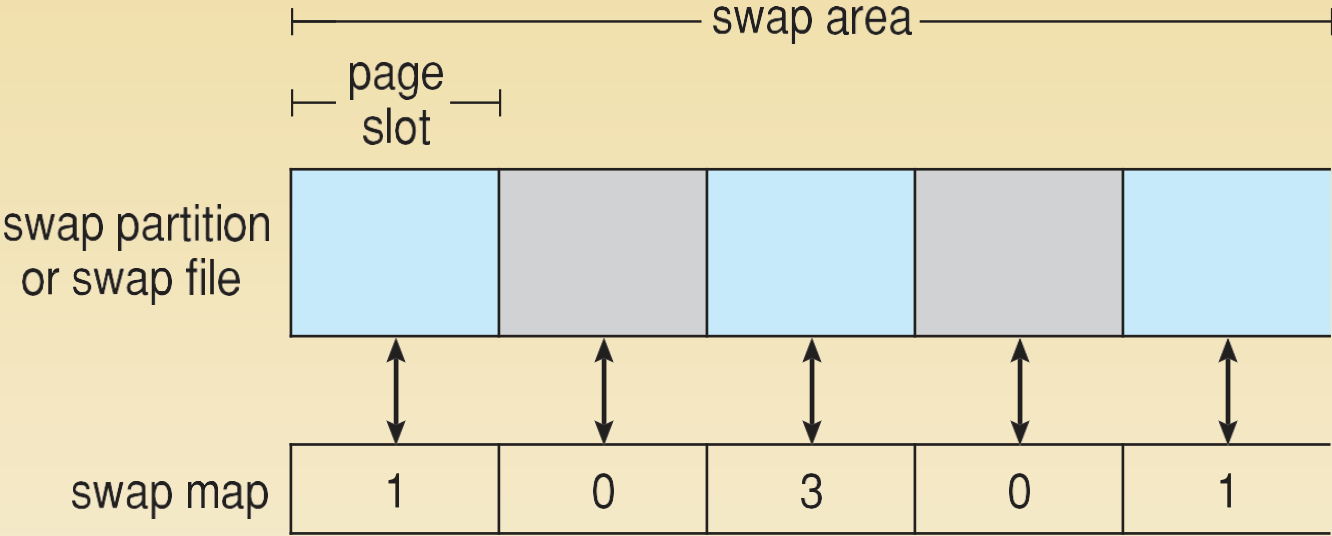 swap area
page
slot
swap partition
or swap file
swap map 1 0 3 0 1